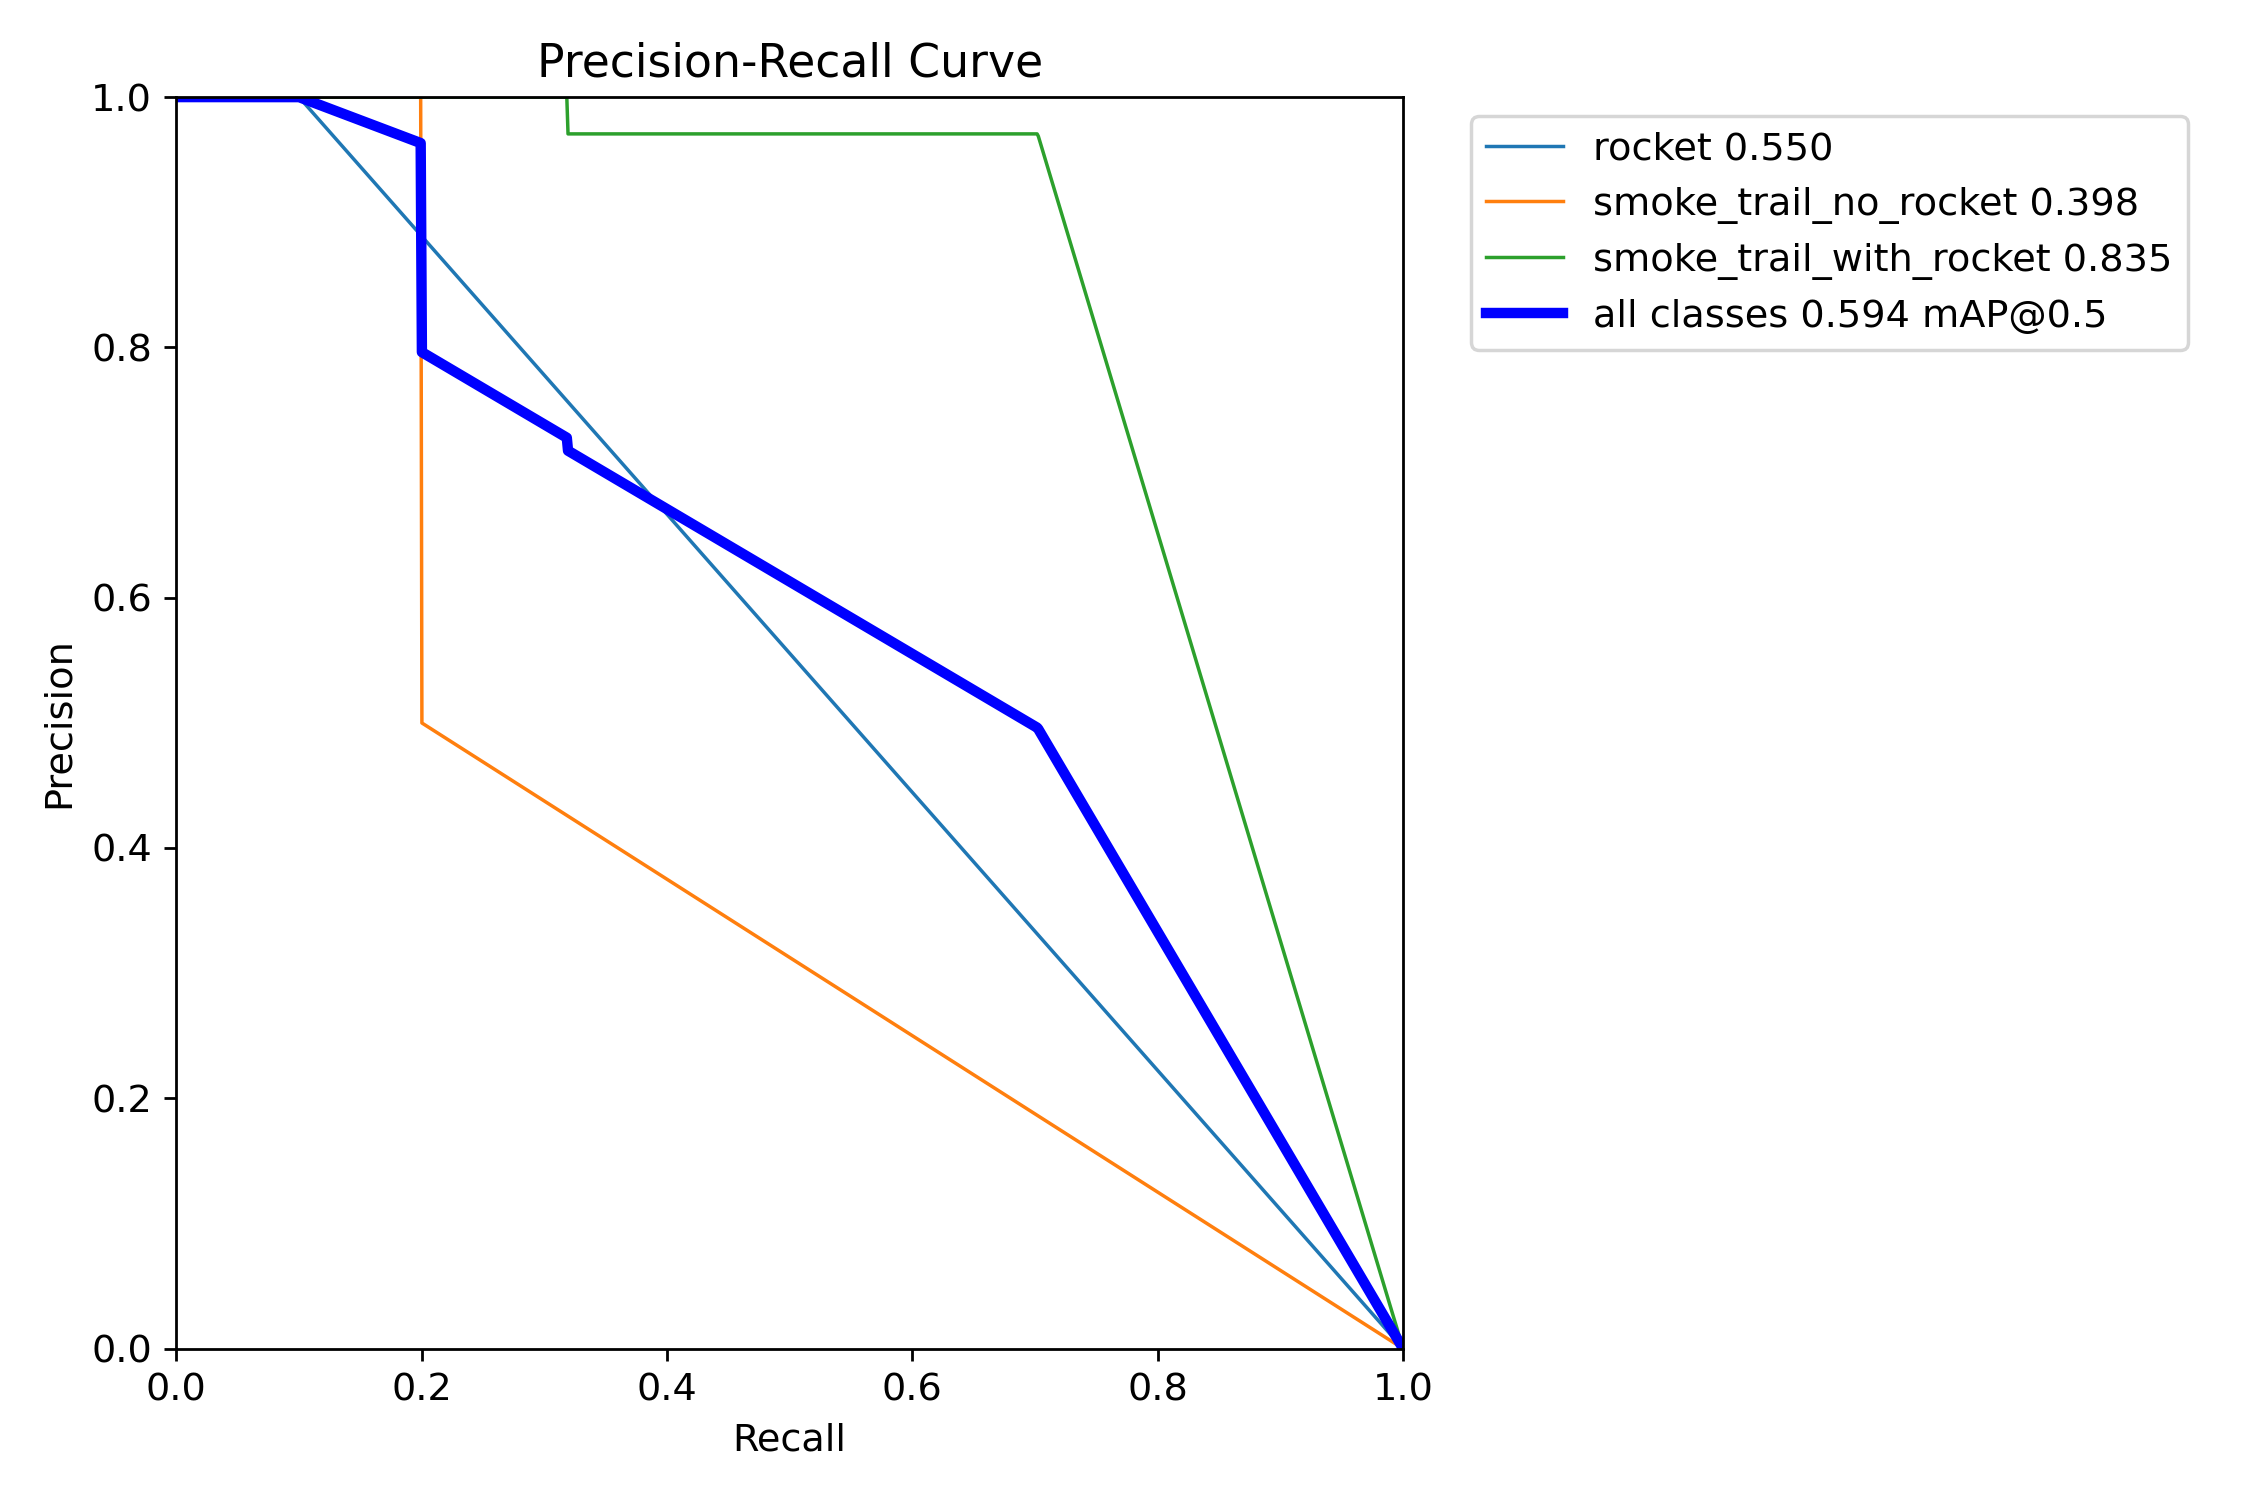 Precision-Recall Curve
rocket 0.550
smoke_trail_no_rocket 0.398
smoke_trail_with_rocket 0.835
all classes 0.594 mAP@0.5
Precision
1.0
0.8
0.6
0.4
0.2
0.0
0.0 0.2 0.4 0.6 0.8 1.0
Recall